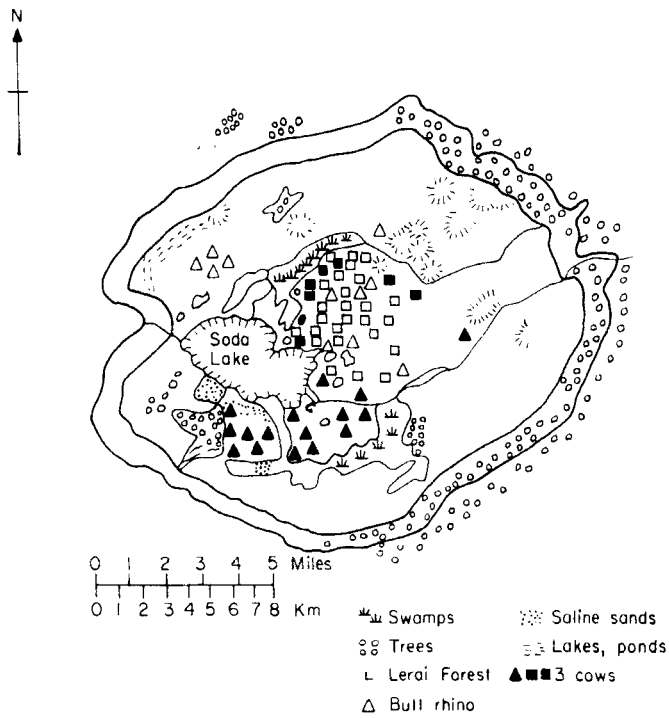 N
Soda
Lake
0 1 2 3 4 5 Miles
0 1 2 3 4 5 6 7 8 Km
Swamps
Saline sands
Trees
Lakes, ponds
Lerai Forest
3 cows
Bull rhino